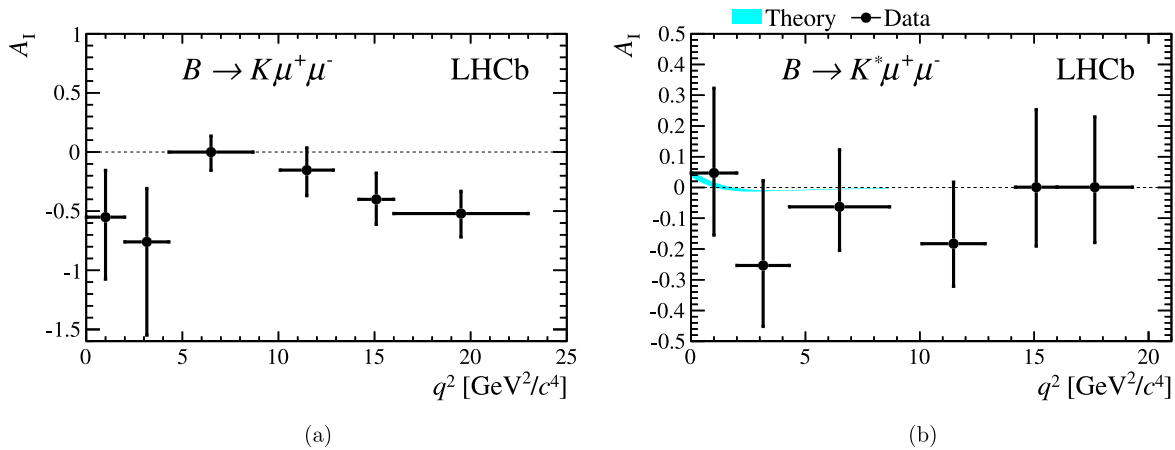 Theory Data
A_I
1
0.5
0
-0.5
-1
-1.5
B → Kμ⁺μ⁻ LHCb
0 5 10 15 20 25
q² [GeV²/c⁴]
(a)
A_I
0.5
0.4
0.3
0.2
0.1
0
-0.1
-0.2
-0.3
-0.4
-0.5
B → K*μ⁺μ⁻ LHCb
0 5 10 15 20
q² [GeV²/c⁴]
(b)